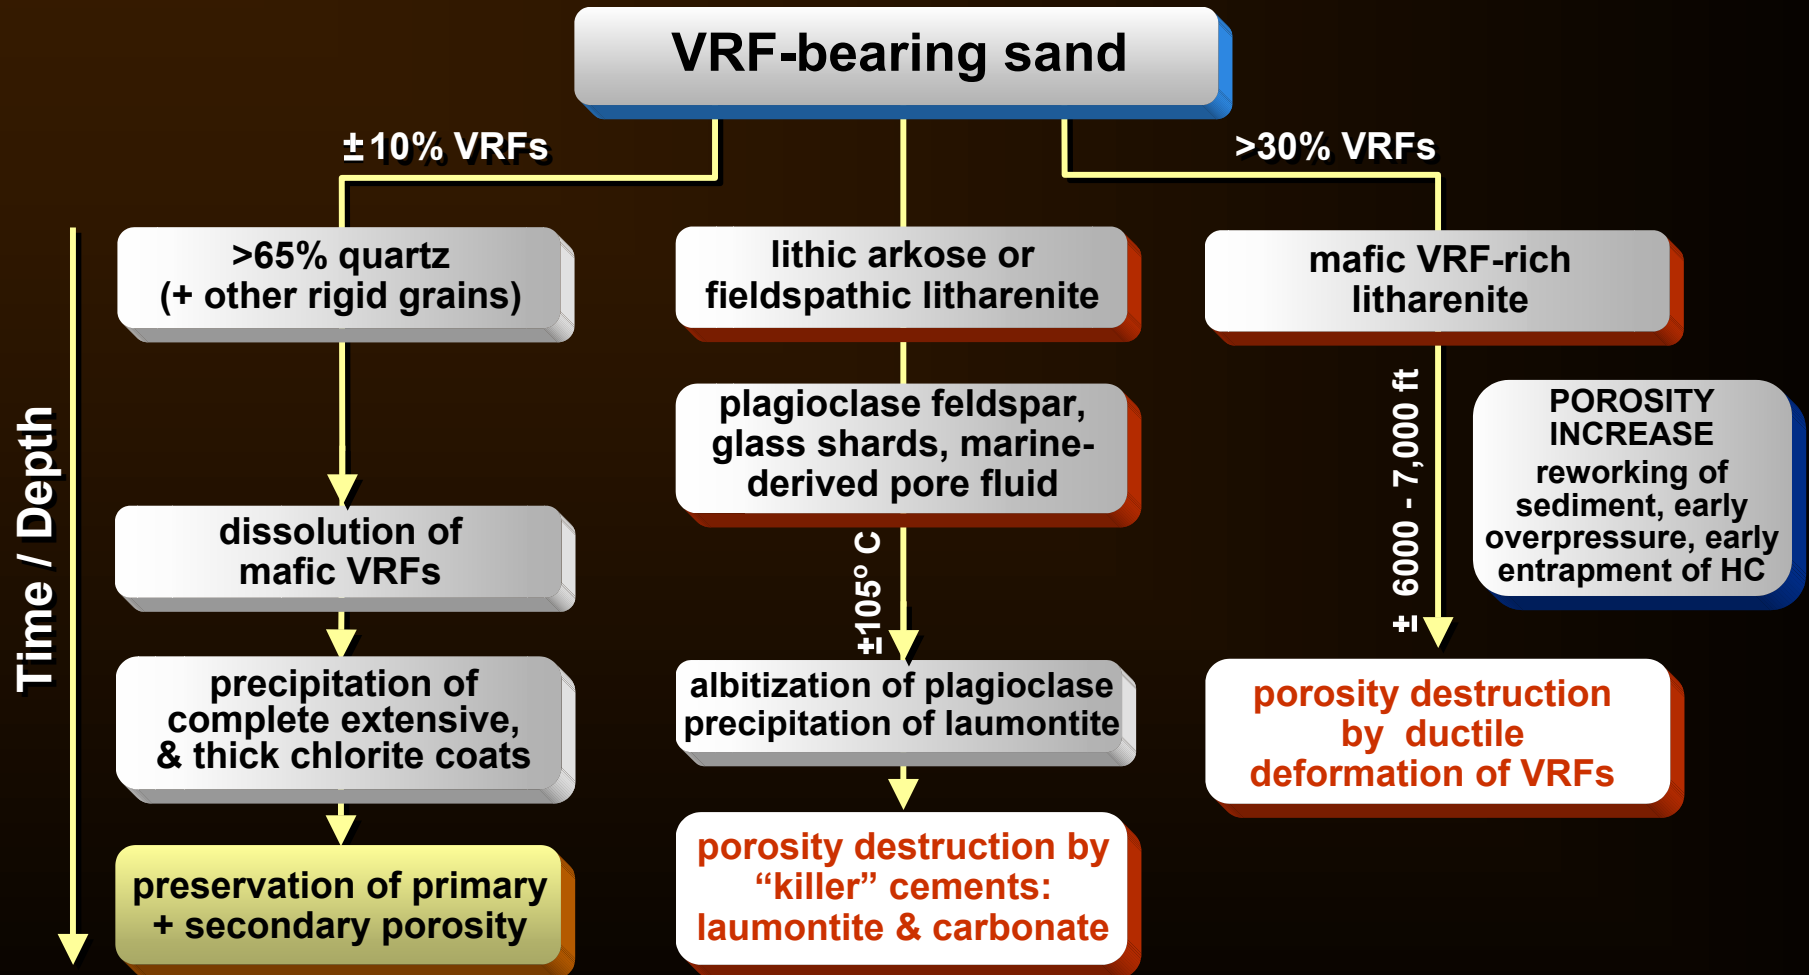 VRF-bearing sand
±10% VRFs
>30% VRFs
>65% quartz
(+ other rigid grains)
lithic arkose or
fieldspathic litharenite
mafic VRF-rich
litharenite
Time / Depth
plagioclase feldspar,
glass shards, marine-
derived pore fluid
± 6000 - 7,000 ft
POROSITY
INCREASE
reworking of
sediment, early
overpressure, early
entrapment of HC
dissolution of
mafic VRFs
±105° C
precipitation of
complete extensive,
& thick chlorite coats
albitization of plagioclase
precipitation of laumontite
porosity destruction
by ductile
deformation of VRFs
preservation of primary
+ secondary porosity
porosity destruction by
“killer” cements:
laumontite & carbonate